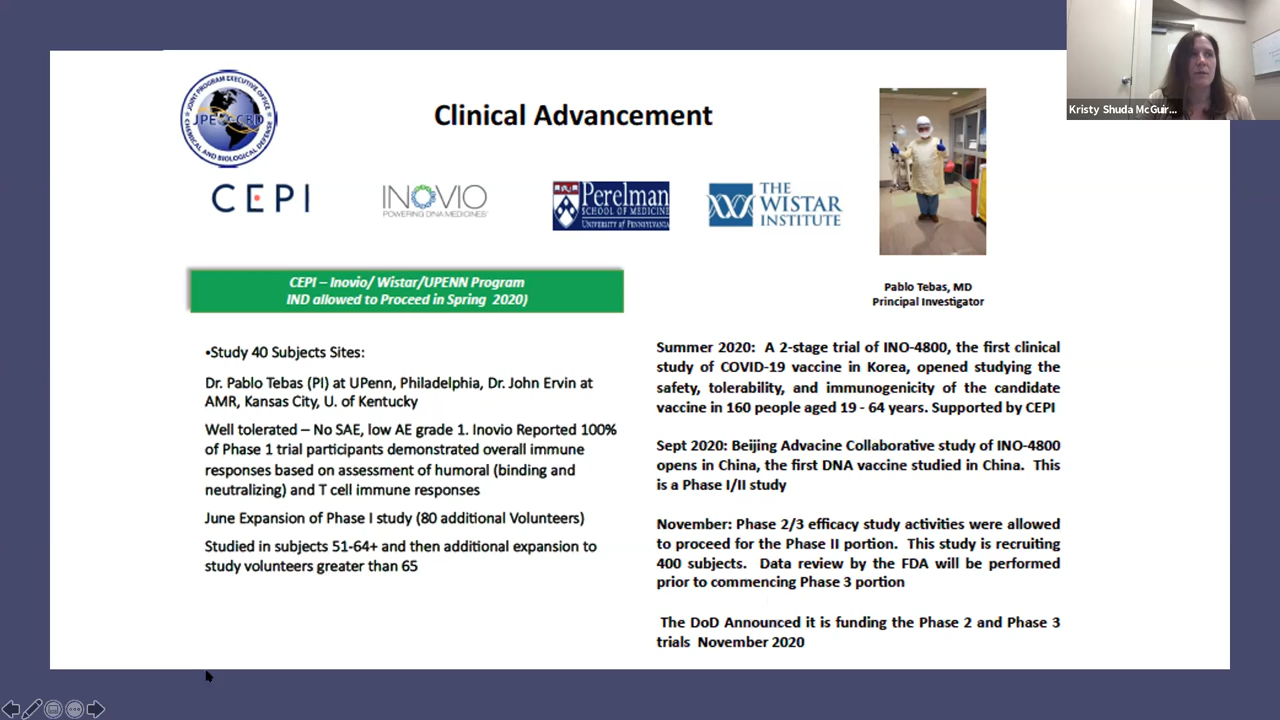 Kristy Shuda McGuir...
JOINT PROGRAM EXECUTIVE OFFICE
JPEO-CBD
CHEMICAL AND BIOLOGICAL DEFENSE
Clinical Advancement
CEPI
INOVIO
POWERING DNA MEDICINES
Perelman
SCHOOL OF MEDICINE
UNIVERSITY OF PENNSYLVANIA
THE
WISTAR
INSTITUTE
CEPI – Inovio/ Wistar/UPENN Program
IND allowed to Proceed in Spring 2020)
Pablo Tebas, MD
Principal Investigator
•Study 40 Subjects Sites:
Dr. Pablo Tebas (PI) at UPenn, Philadelphia, Dr. John Ervin at
AMR, Kansas City, U. of Kentucky
Well tolerated – No SAE, low AE grade 1. Inovio Reported 100%
of Phase 1 trial participants demonstrated overall immune
responses based on assessment of humoral (binding and
neutralizing) and T cell immune responses
June Expansion of Phase I study (80 additional Volunteers)
Studied in subjects 51-64+ and then additional expansion to
study volunteers greater than 65
Summer 2020: A 2-stage trial of INO-4800, the first clinical
study of COVID-19 vaccine in Korea, opened studying the
safety, tolerability, and immunogenicity of the candidate
vaccine in 160 people aged 19 - 64 years. Supported by CEPI
Sept 2020: Beijing Advacine Collaborative study of INO-4800
opens in China, the first DNA vaccine studied in China. This
is a Phase I/II study
November: Phase 2/3 efficacy study activities were allowed
to proceed for the Phase II portion. This study is recruiting
400 subjects. Data review by the FDA will be performed
prior to commencing Phase 3 portion
The DoD Announced it is funding the Phase 2 and Phase 3
trials November 2020